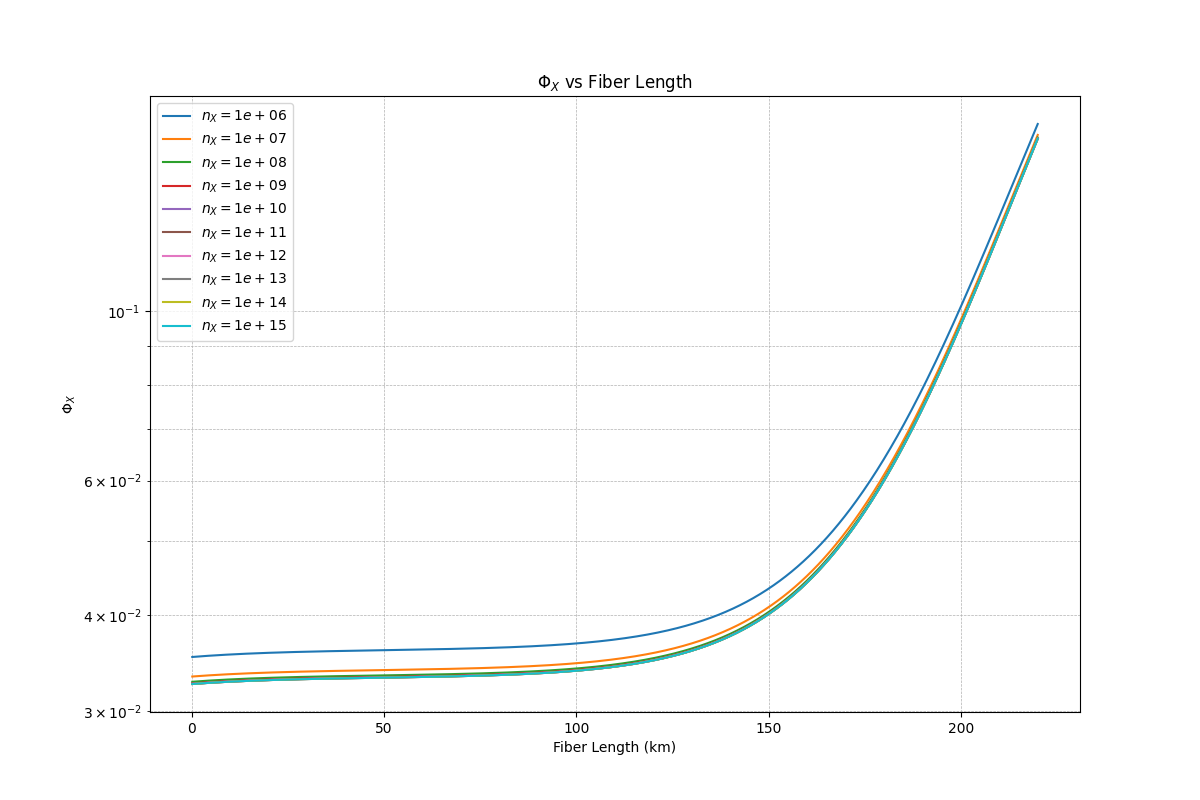 Φ_X vs Fiber Length
n_X = 1e + 06
n_X = 1e + 07
n_X = 1e + 08
n_X = 1e + 09
n_X = 1e + 10
n_X = 1e + 11
n_X = 1e + 12
n_X = 1e + 13
n_X = 1e + 14
n_X = 1e + 15
10⁻¹
6 × 10⁻²
4 × 10⁻²
3 × 10⁻²
Φ_X
0 50 100 150 200
Fiber Length (km)